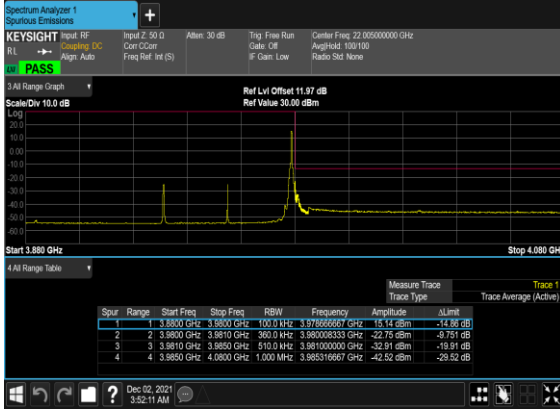 Spectrum Analyzer 1
Spurious Emissions
+
KEYSIGHT Input: RF Input Z: 50 Ω Atten: 30 dB Trig: Free Run Center Freq: 22.005000000 GHz
RL Coupling: DC Corr CCorr Gate: Off Avg|Hold: 100/100
Align: Auto Freq Ref: Int (S) IF Gain: Low Radio Std: None
PASS
3 All Range Graph
Ref Lvl Offset 11.97 dB
Scale/Div 10.0 dB Ref Value 30.00 dBm
Log
20.0
10.0
0.00
-10.0
-20.0
-30.0
-40.0
-50.0
-60.0
Start 3.880 GHz Stop 4.080 GH
4 All Range Table
Measure Trace Trace 1
Trace Type Trace Average (Active)
Spur Range Start Freq Stop Freq RBW Frequency Amplitude ΔLimit
1 1 3.8800 GHz 3.9800 GHz 100.0 kHz 3.978666667 GHz 15.14 dBm -14.86 dB
2 2 3.9800 GHz 3.9810 GHz 360.0 kHz 3.980008333 GHz -22.75 dBm -9.751 dB
3 3 3.9810 GHz 3.9850 GHz 510.0 kHz 3.981000000 GHz -32.91 dBm -19.91 dB
4 4 3.9850 GHz 4.0800 GHz 1.000 MHz 3.985316667 GHz -42.52 dBm -29.52 dB
?
Dec 02, 2021
3:52:11 AM